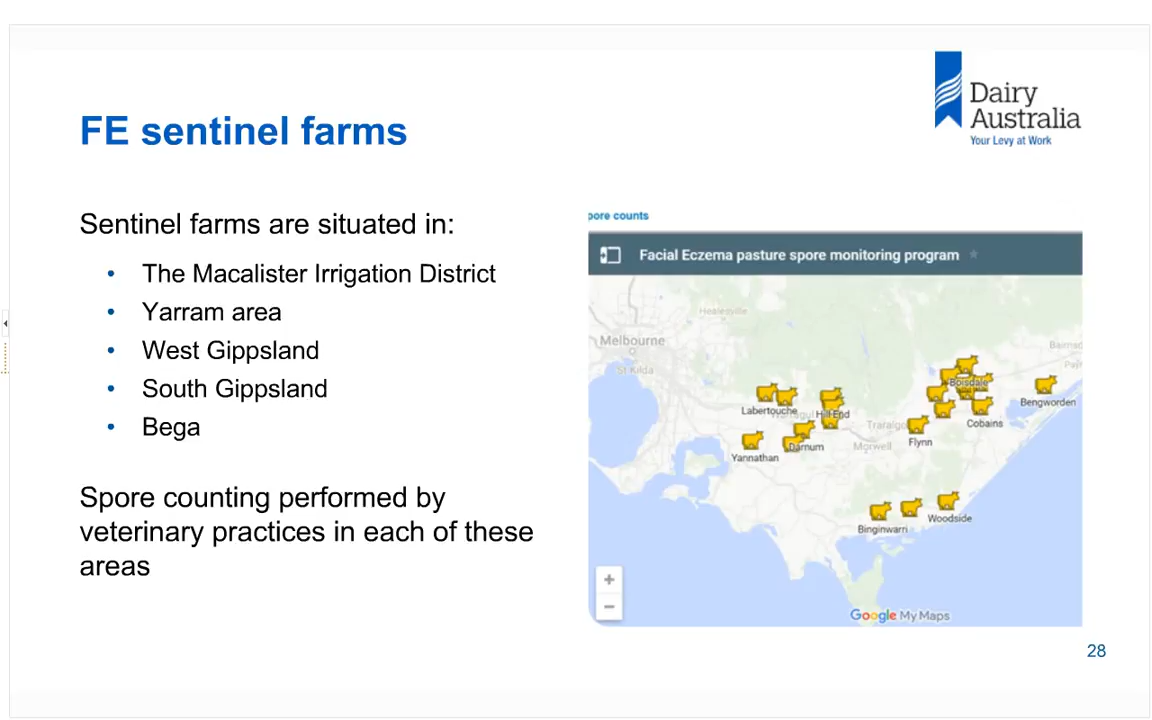 Dairy
Australia
Your Levy at Work
FE sentinel farms
Sentinel farms are situated in:
• The Macalister Irrigation District
• Yarram area
• West Gippsland
• South Gippsland
• Bega
Spore counting performed by
veterinary practices in each of these
areas
pore counts
Facial Eczema pasture spore monitoring program
Healesville
Melbourne
St Kilda
Bairns
Boisdale
Labertouche
Warragul
Hill End
Bengworden
Cobains
Traralgo
Flynn
Darnum
Morwell
Yannathan
Woodside
Binginwarri
+
−
Google My Maps
28